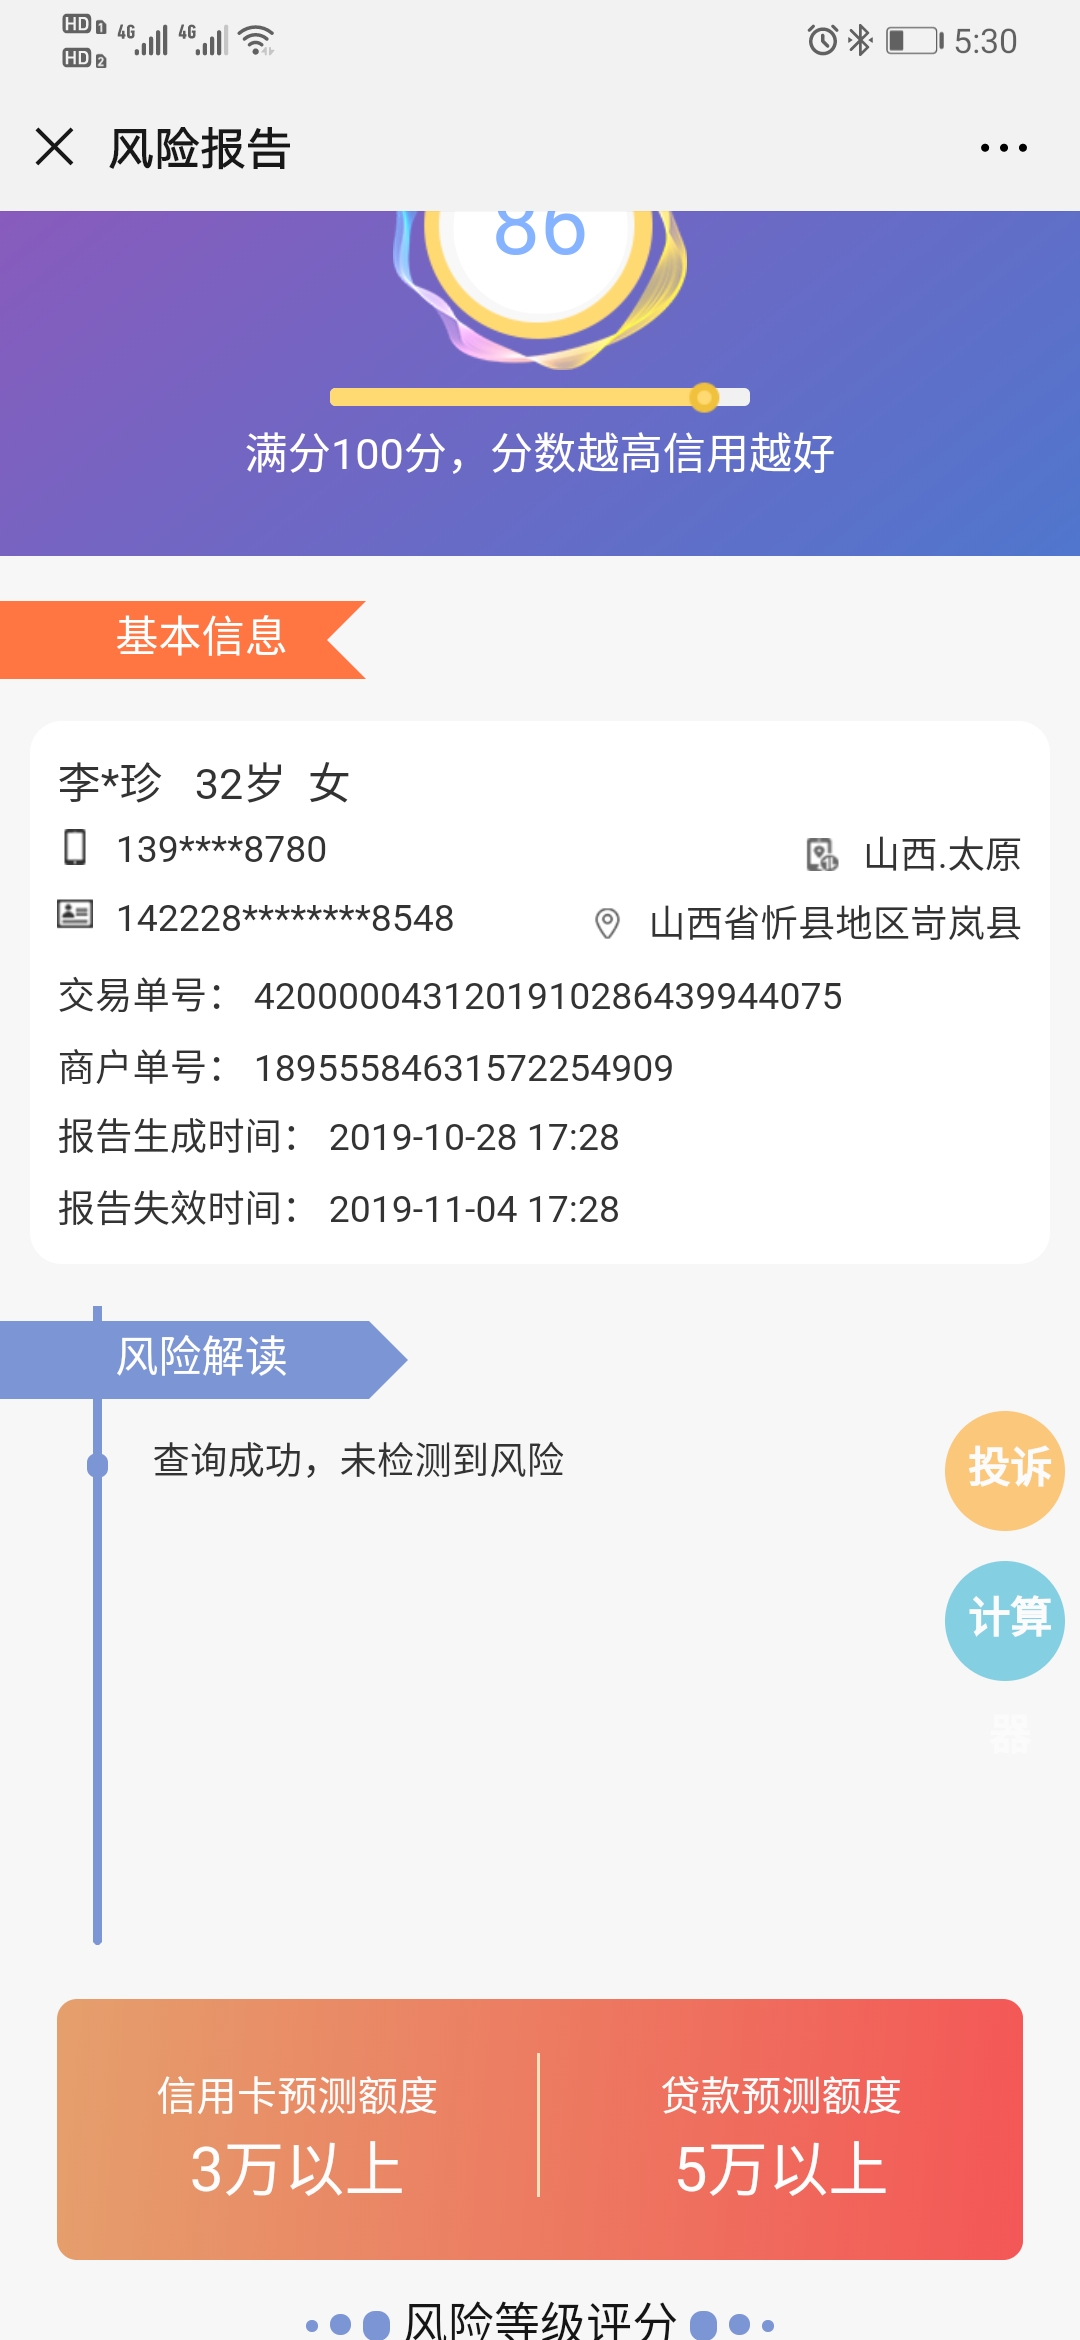 HD 1 4G 4G 5:30
HD 2
风险报告
86
满分100分，分数越高信用越好
基本信息
李*珍 32岁 女
139****8780 山西.太原
142228********8548 山西省忻县地区岢岚县
交易单号： 4200000431201910286439944075
商户单号： 18955584631572254909
报告生成时间： 2019-10-28 17:28
报告失效时间： 2019-11-04 17:28
风险解读
查询成功，未检测到风险
投诉
计算
器
信用卡预测额度 贷款预测额度
3万以上 5万以上
风险等级评分